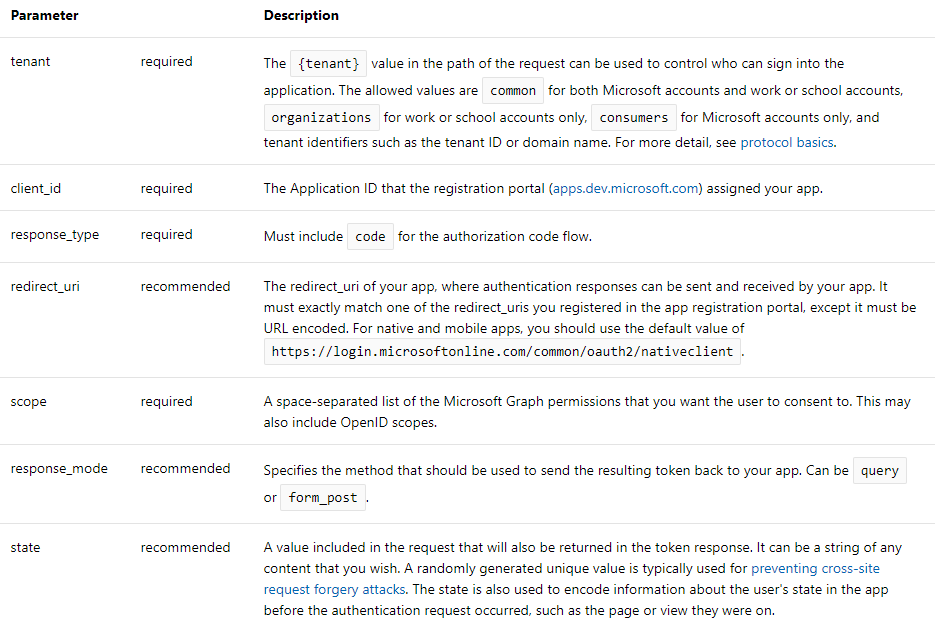 Parameter Description
tenant required The {tenant} value in the path of the request can be used to control who can sign into the
application. The allowed values are common for both Microsoft accounts and work or school accounts,
organizations for work or school accounts only, consumers for Microsoft accounts only, and
tenant identifiers such as the tenant ID or domain name. For more detail, see protocol basics.
client_id required The Application ID that the registration portal (apps.dev.microsoft.com) assigned your app.
response_type required Must include code for the authorization code flow.
redirect_uri recommended The redirect_uri of your app, where authentication responses can be sent and received by your app. It
must exactly match one of the redirect_uris you registered in the app registration portal, except it must be
URL encoded. For native and mobile apps, you should use the default value of
https://login.microsoftonline.com/common/oauth2/nativeclient .
scope required A space-separated list of the Microsoft Graph permissions that you want the user to consent to. This may
also include OpenID scopes.
response_mode recommended Specifies the method that should be used to send the resulting token back to your app. Can be query
or form_post .
state recommended A value included in the request that will also be returned in the token response. It can be a string of any
content that you wish. A randomly generated unique value is typically used for preventing cross-site
request forgery attacks. The state is also used to encode information about the user's state in the app
before the authentication request occurred, such as the page or view they were on.